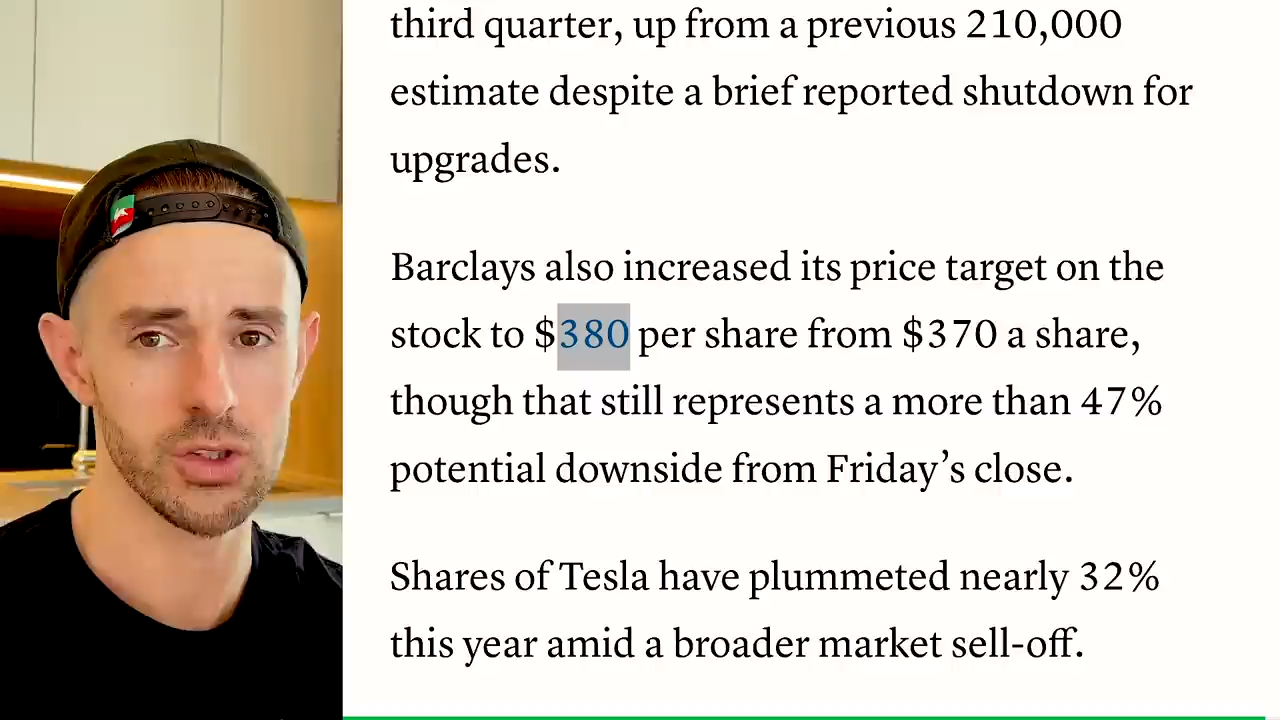 third quarter, up from a previous 210,000
estimate despite a brief reported shutdown for
upgrades.
Barclays also increased its price target on the
stock to $380 per share from $370 a share,
though that still represents a more than 47%
potential downside from Friday’s close.
Shares of Tesla have plummeted nearly 32%
this year amid a broader market sell-off.